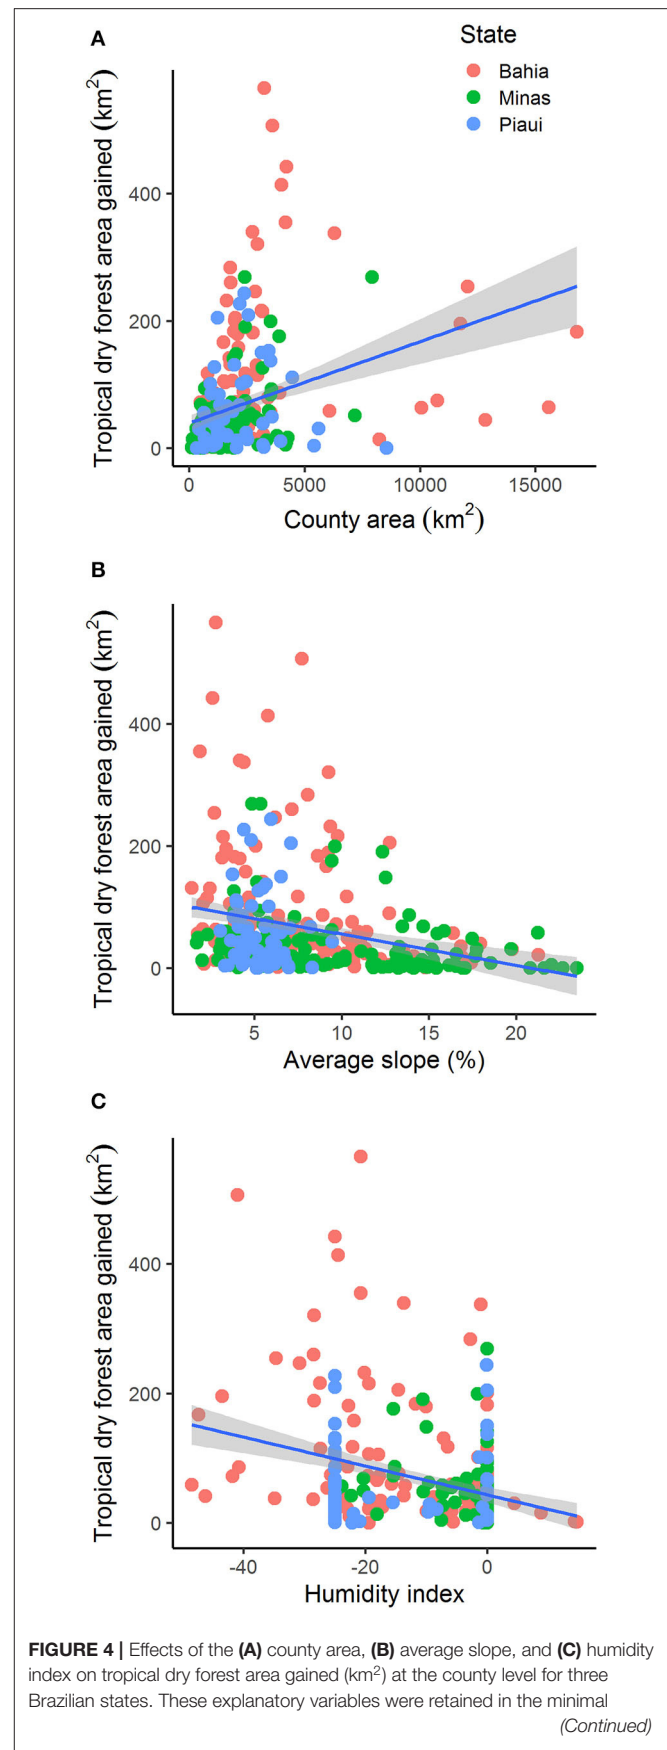 A
State
Bahia
Minas
Piaui
Tropical dry forest area gained (km²)
400
200
0
0 5000 10000 15000
County area (km²)
B
Tropical dry forest area gained (km²)
400
200
0
5 10 15 20
Average slope (%)
C
Tropical dry forest area gained (km²)
400
200
0
-40 -20 0
Humidity index
FIGURE 4 | Effects of the (A) county area, (B) average slope, and (C) humidity
index on tropical dry forest area gained (km²) at the county level for three
Brazilian states. These explanatory variables were retained in the minimal
(Continued)